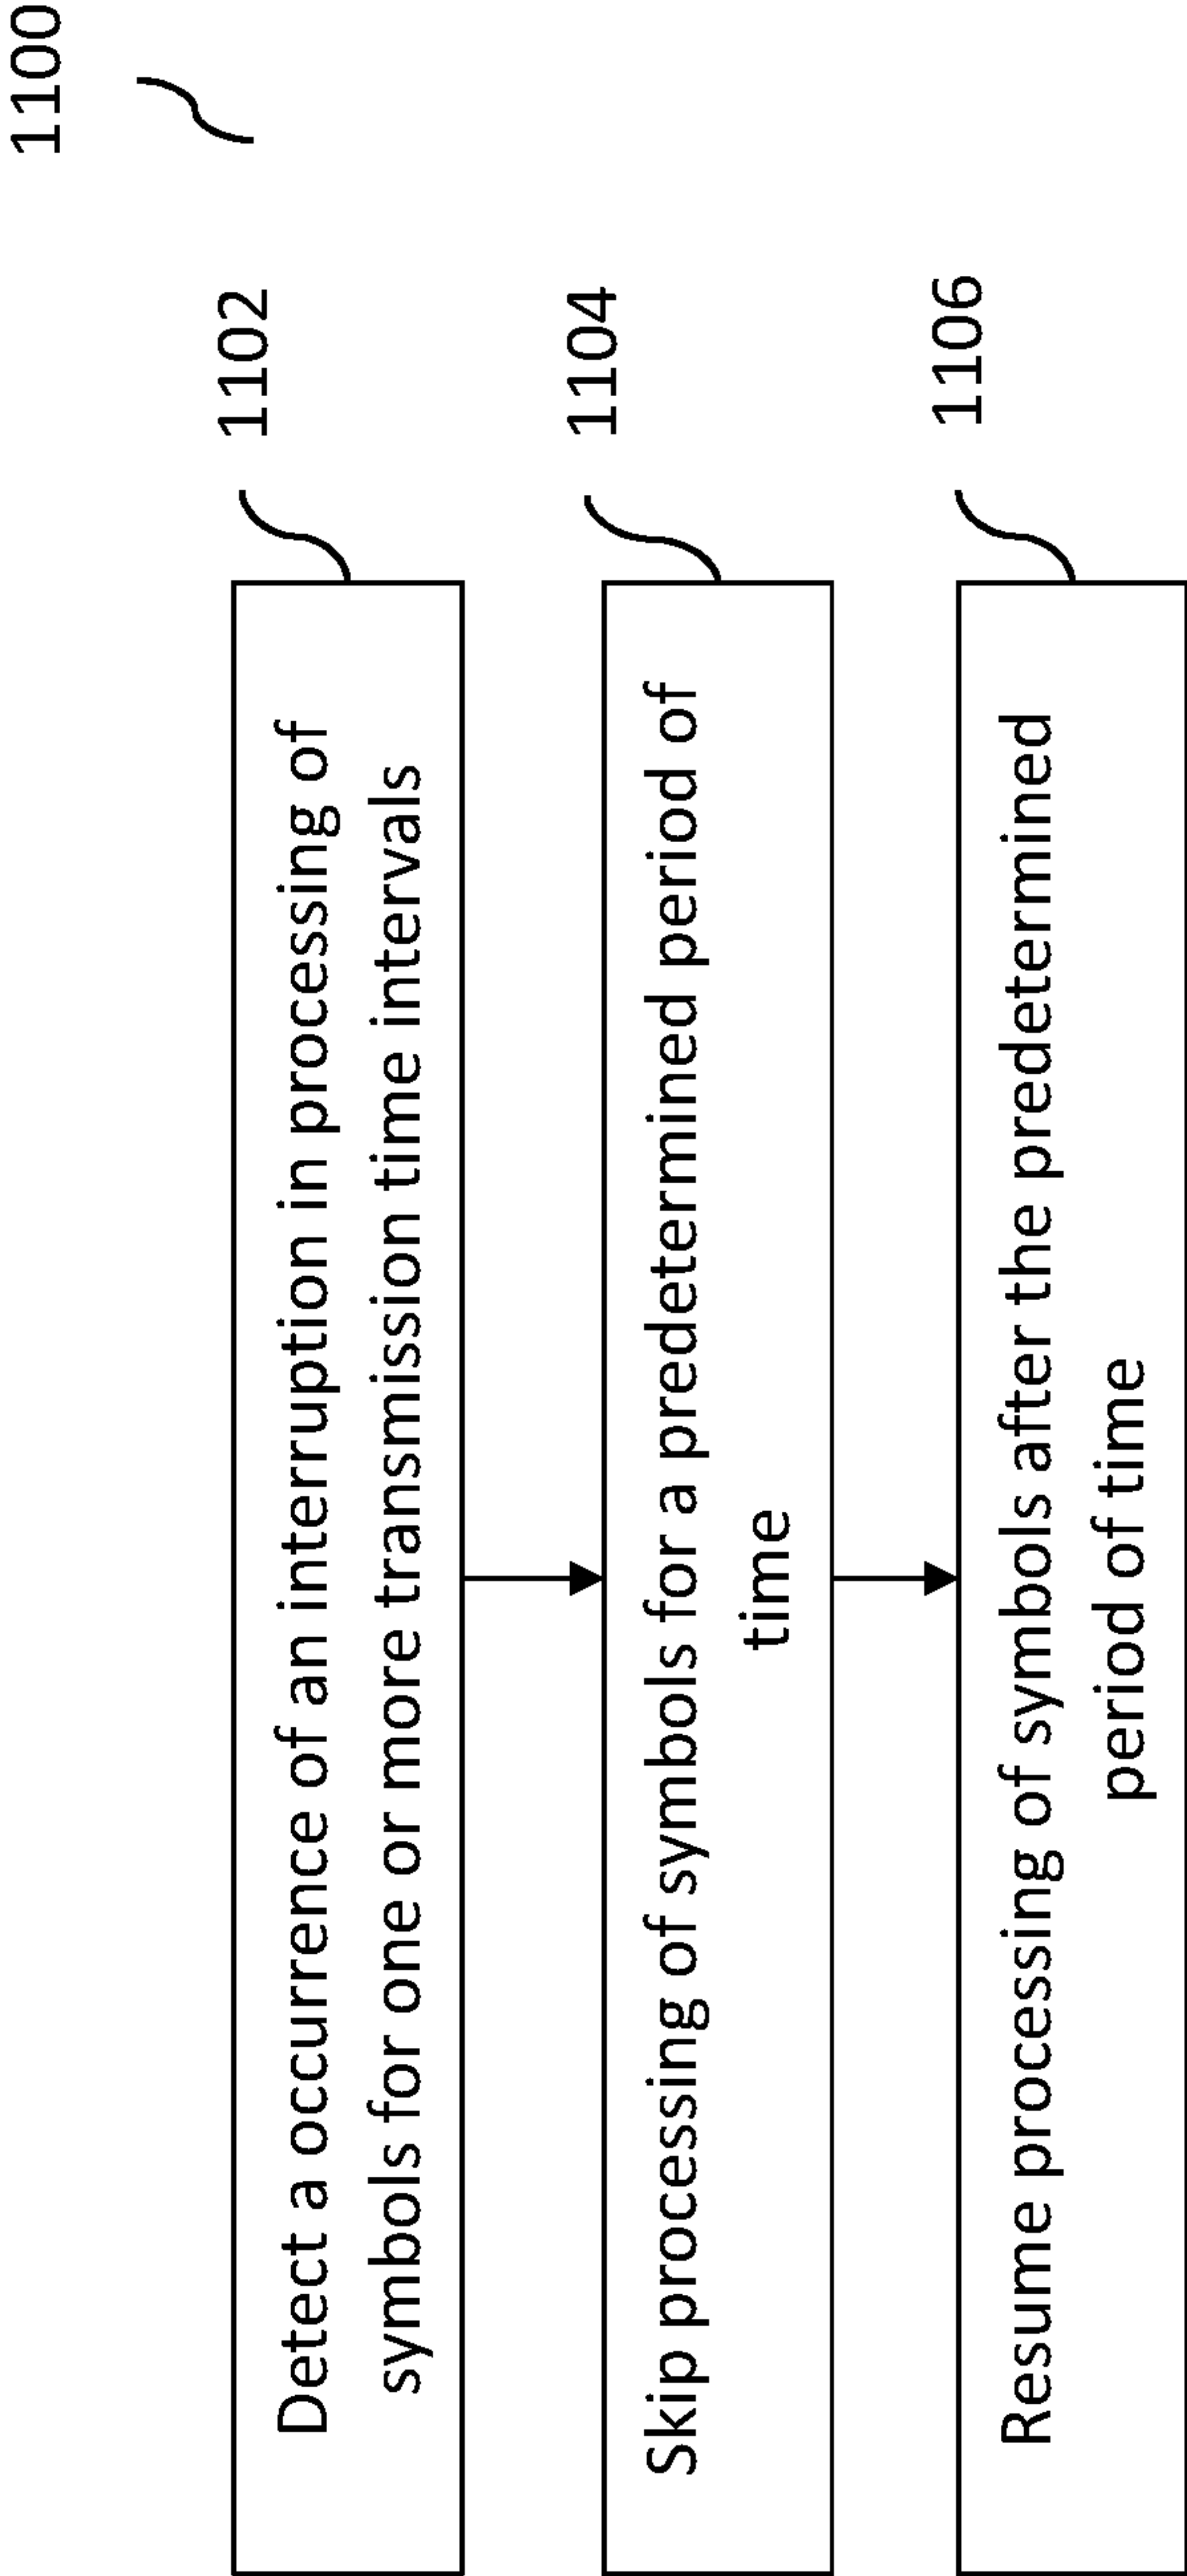 1100
1102
Detect a occurrence of an interruption in processing of
symbols for one or more transmission time intervals
1104
Skip processing of symbols for a predetermined period of
time
1106
Resume processing of symbols after the predetermined
period of time